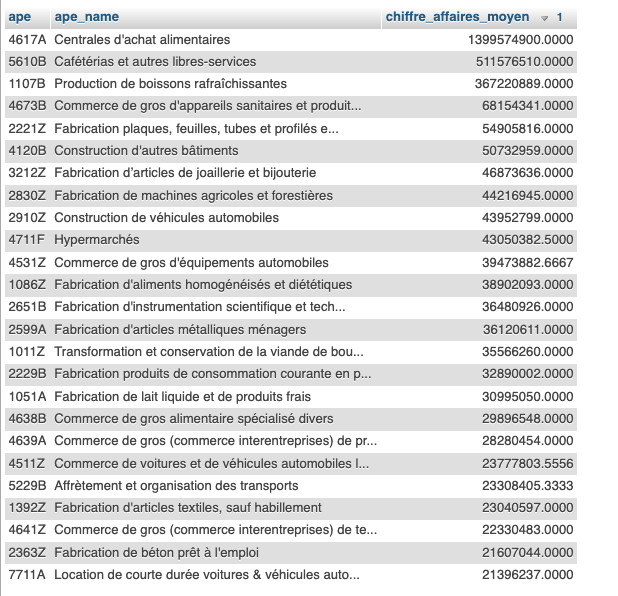 ape ape_name chiffre_affaires_moyen 1
4617A Centrales d'achat alimentaires 1399574900.0000
5610B Cafétérias et autres libres-services 511576510.0000
1107B Production de boissons rafraîchissantes 367220889.0000
4673B Commerce de gros d'appareils sanitaires et produit... 68154341.0000
2221Z Fabrication plaques, feuilles, tubes et profilés e... 54905816.0000
4120B Construction d'autres bâtiments 50732959.0000
3212Z Fabrication d'articles de joaillerie et bijouterie 46873636.0000
2830Z Fabrication de machines agricoles et forestières 44216945.0000
2910Z Construction de véhicules automobiles 43952799.0000
4711F Hypermarchés 43050382.5000
4531Z Commerce de gros d'équipements automobiles 39473882.6667
1086Z Fabrication d'aliments homogénéisés et diététiques 38902093.0000
2651B Fabrication d'instrumentation scientifique et tech... 36480926.0000
2599A Fabrication d'articles métalliques ménagers 36120611.0000
1011Z Transformation et conservation de la viande de bou... 35566260.0000
2229B Fabrication produits de consommation courante en p... 32890002.0000
1051A Fabrication de lait liquide et de produits frais 30995050.0000
4638B Commerce de gros alimentaire spécialisé divers 29896548.0000
4639A Commerce de gros (commerce interentreprises) de pr... 28280454.0000
4511Z Commerce de voitures et de véhicules automobiles l... 23777803.5556
5229B Affrètement et organisation des transports 23308405.3333
1392Z Fabrication d'articles textiles, sauf habillement 23040597.0000
4641Z Commerce de gros (commerce interentreprises) de te... 22330483.0000
2363Z Fabrication de béton prêt à l'emploi 21607044.0000
7711A Location de courte durée voitures & véhicules auto... 21396237.0000